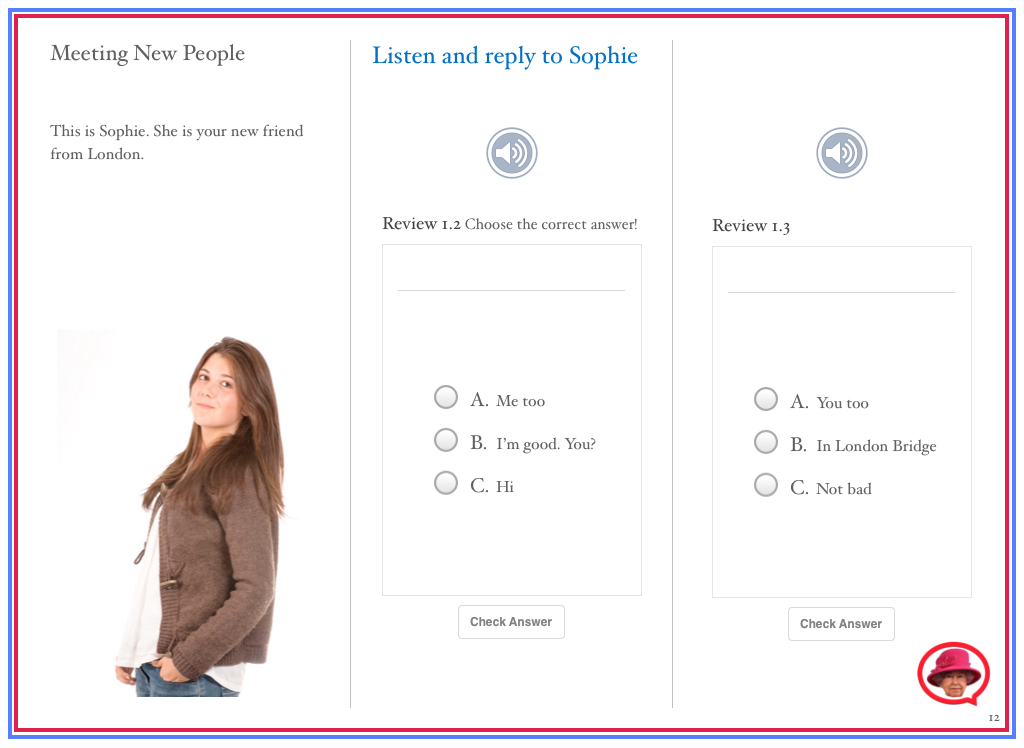 Meeting New People
This is Sophie. She is your new friend
from London.
Listen and reply to Sophie
Review 1.2 Choose the correct answer!
A. Me too
B. I'm good. You?
C. Hi
Check Answer
Review 1.3
A. You too
B. In London Bridge
C. Not bad
Check Answer
12